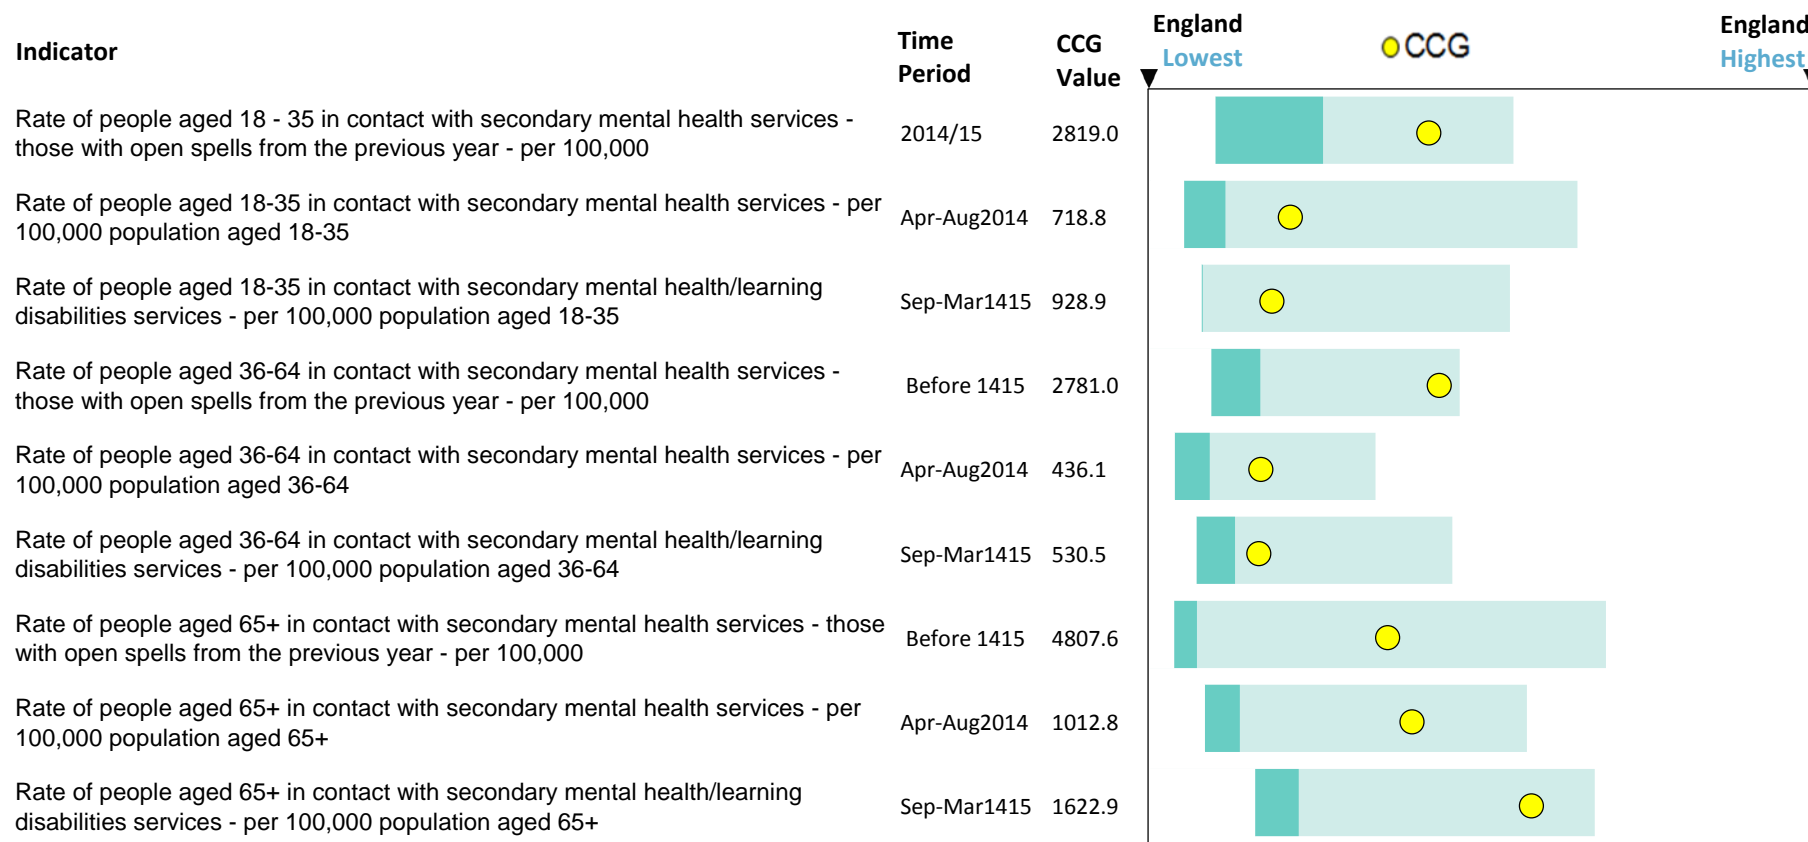 Indicator
Time
Period
CCG
Value
England
Lowest
CCG
England
Highest
Rate of people aged 18 - 35 in contact with secondary mental health services -
those with open spells from the previous year - per 100,000
2014/15
2819.0
Rate of people aged 18-35 in contact with secondary mental health services - per
100,000 population aged 18-35
Apr-Aug2014
718.8
Rate of people aged 18-35 in contact with secondary mental health/learning
disabilities services - per 100,000 population aged 18-35
Sep-Mar1415
928.9
Rate of people aged 36-64 in contact with secondary mental health services -
those with open spells from the previous year - per 100,000
Before 1415
2781.0
Rate of people aged 36-64 in contact with secondary mental health services - per
100,000 population aged 36-64
Apr-Aug2014
436.1
Rate of people aged 36-64 in contact with secondary mental health/learning
disabilities services - per 100,000 population aged 36-64
Sep-Mar1415
530.5
Rate of people aged 65+ in contact with secondary mental health services - those
with open spells from the previous year - per 100,000
Before 1415
4807.6
Rate of people aged 65+ in contact with secondary mental health services - per
100,000 population aged 65+
Apr-Aug2014
1012.8
Rate of people aged 65+ in contact with secondary mental health/learning
disabilities services - per 100,000 population aged 65+
Sep-Mar1415
1622.9